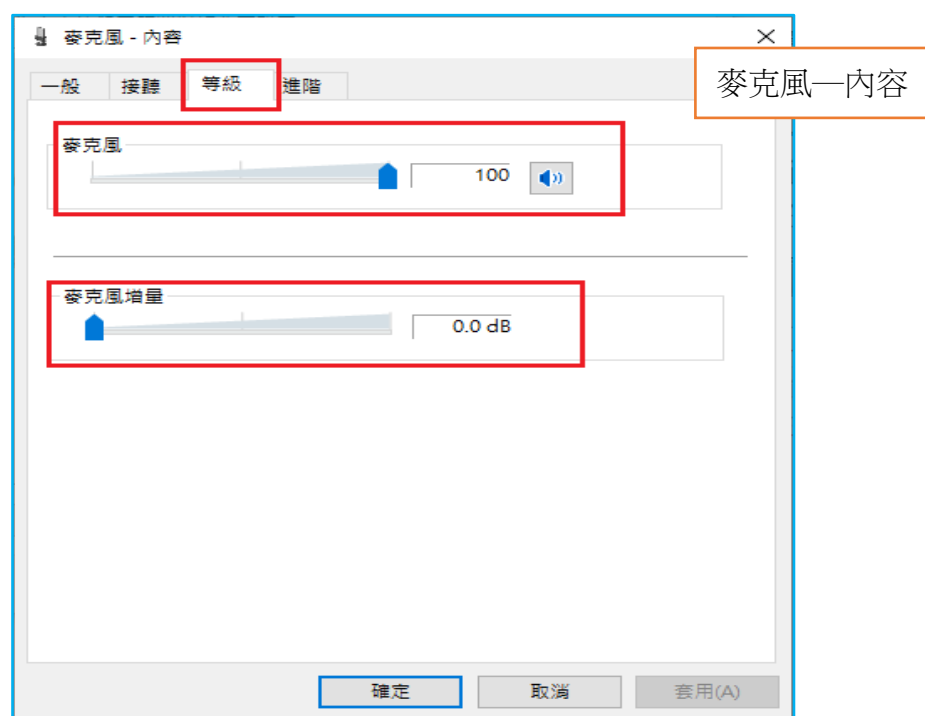 麥克風 - 內容
麥克風—內容
一般 接聽 等級 進階
麥克風
100
麥克風增量
0.0 dB
確定 取消 套用(A)